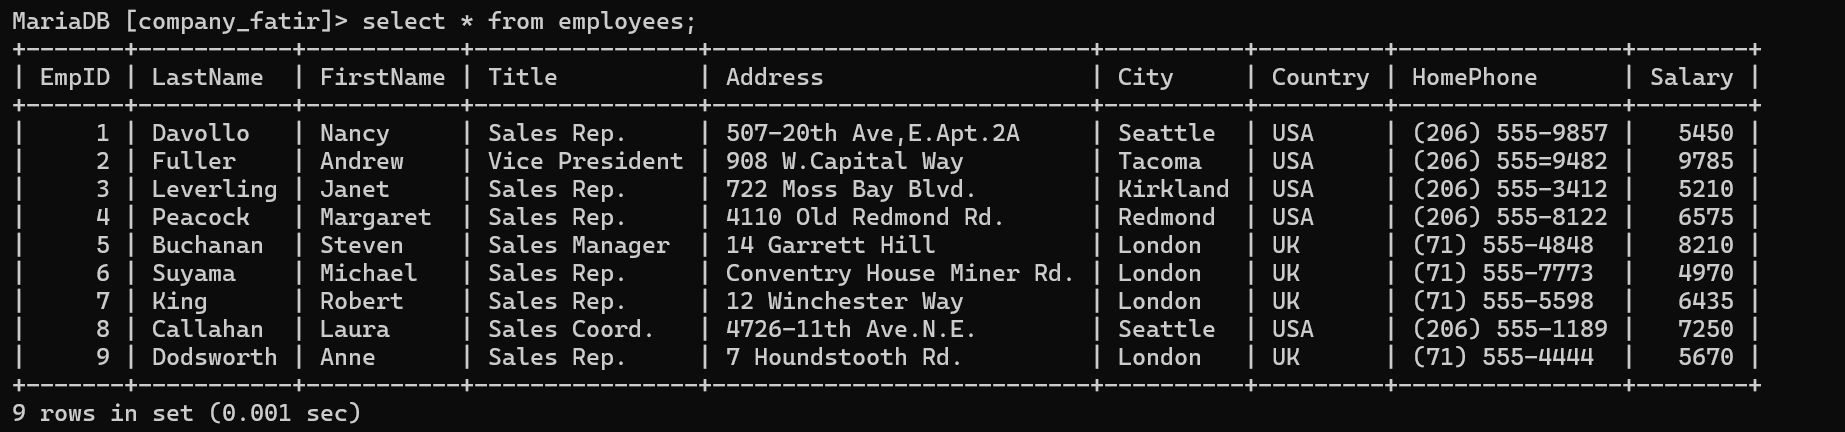 MariaDB [company_fatir]> select * from employees;
+-------+-----------+-----------+----------------+---------------------------+----------+---------+----------------+--------+
| EmpID | LastName  | FirstName | Title          | Address                   | City     | Country | HomePhone      | Salary |
+-------+-----------+-----------+----------------+---------------------------+----------+---------+----------------+--------+
|     1 | Davollo   | Nancy     | Sales Rep.     | 507-20th Ave,E.Apt.2A     | Seattle  | USA     | (206) 555-9857 |   5450 |
|     2 | Fuller    | Andrew    | Vice President | 908 W.Capital Way         | Tacoma   | USA     | (206) 555=9482 |   9785 |
|     3 | Leverling | Janet     | Sales Rep.     | 722 Moss Bay Blvd.        | Kirkland | USA     | (206) 555-3412 |   5210 |
|     4 | Peacock   | Margaret  | Sales Rep.     | 4110 Old Redmond Rd.      | Redmond  | USA     | (206) 555-8122 |   6575 |
|     5 | Buchanan  | Steven    | Sales Manager  | 14 Garrett Hill           | London   | UK      | (71) 555-4848  |   8210 |
|     6 | Suyama    | Michael   | Sales Rep.     | Conventry House Miner Rd. | London   | UK      | (71) 555-7773  |   4970 |
|     7 | King      | Robert    | Sales Rep.     | 12 Winchester Way         | London   | UK      | (71) 555-5598  |   6435 |
|     8 | Callahan  | Laura     | Sales Coord.   | 4726-11th Ave.N.E.        | Seattle  | USA     | (206) 555-1189 |   7250 |
|     9 | Dodsworth | Anne      | Sales Rep.     | 7 Houndstooth Rd.         | London   | UK      | (71) 555-4444  |   5670 |
+-------+-----------+-----------+----------------+---------------------------+----------+---------+----------------+--------+
9 rows in set (0.001 sec)